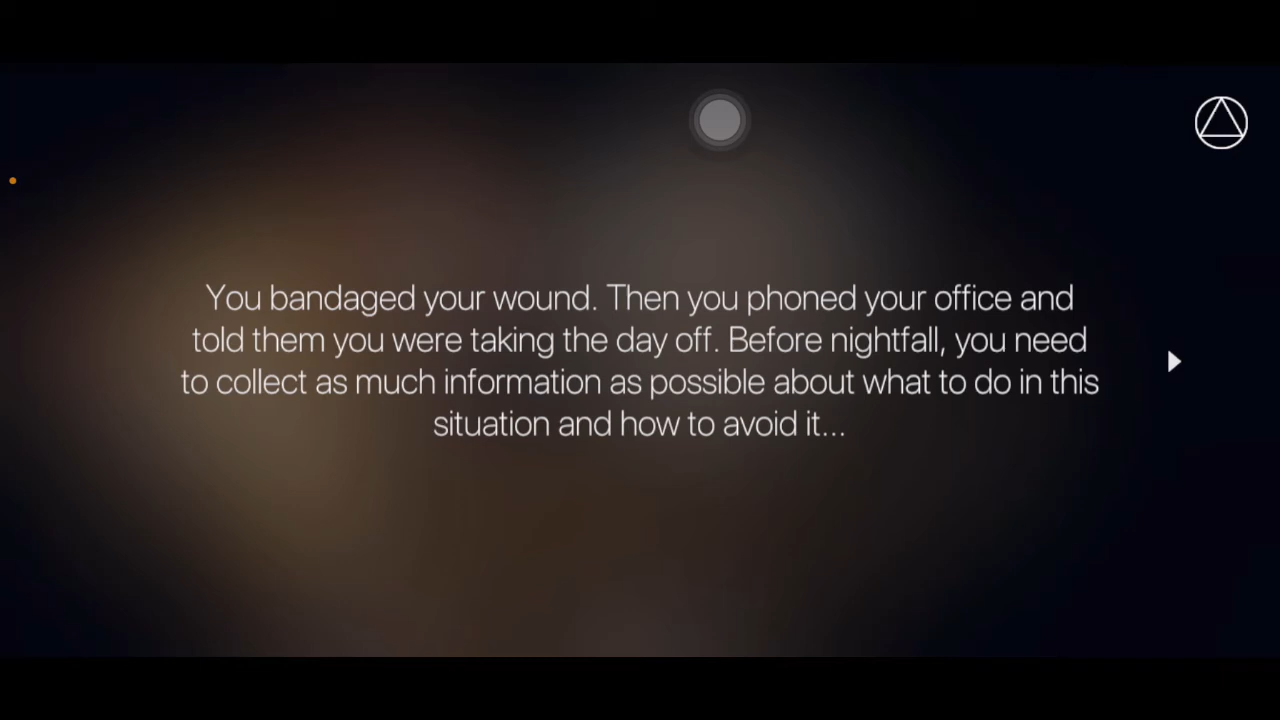 You bandaged your wound. Then you phoned your office and
told them you were taking the day off. Before nightfall, you need
to collect as much information as possible about what to do in this
situation and how to avoid it...